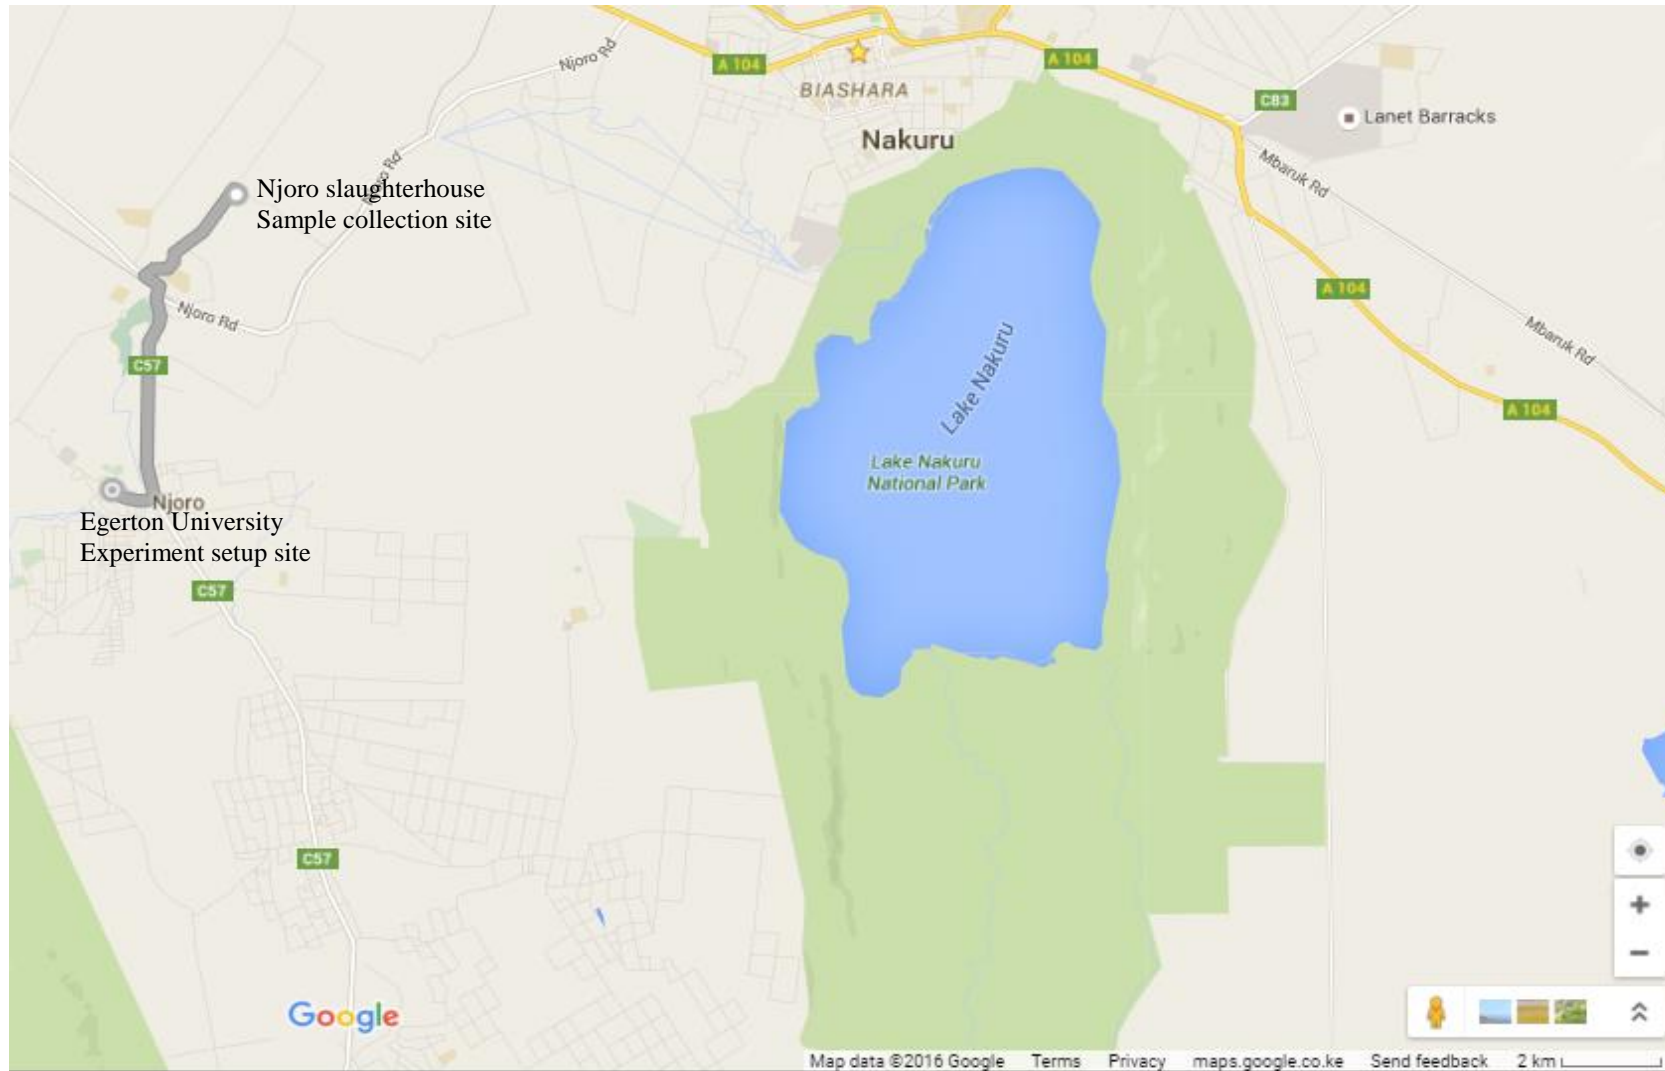 Njoro Rd
A 104
BIASHARA
Nakuru
A 104
C83
Lanet Barracks
Mbaruk Rd
Njoro slaughterhouse
Sample collection site
Njoro Rd
Njoro Rd
C57
A 104
Mbaruk Rd
A 104
Lake Nakuru
Lake Nakuru
National Park
Njoro
Egerton University
Experiment setup site
C57
C57
Google
Map data ©2016 Google Terms Privacy maps.google.co.ke Send feedback 2 km